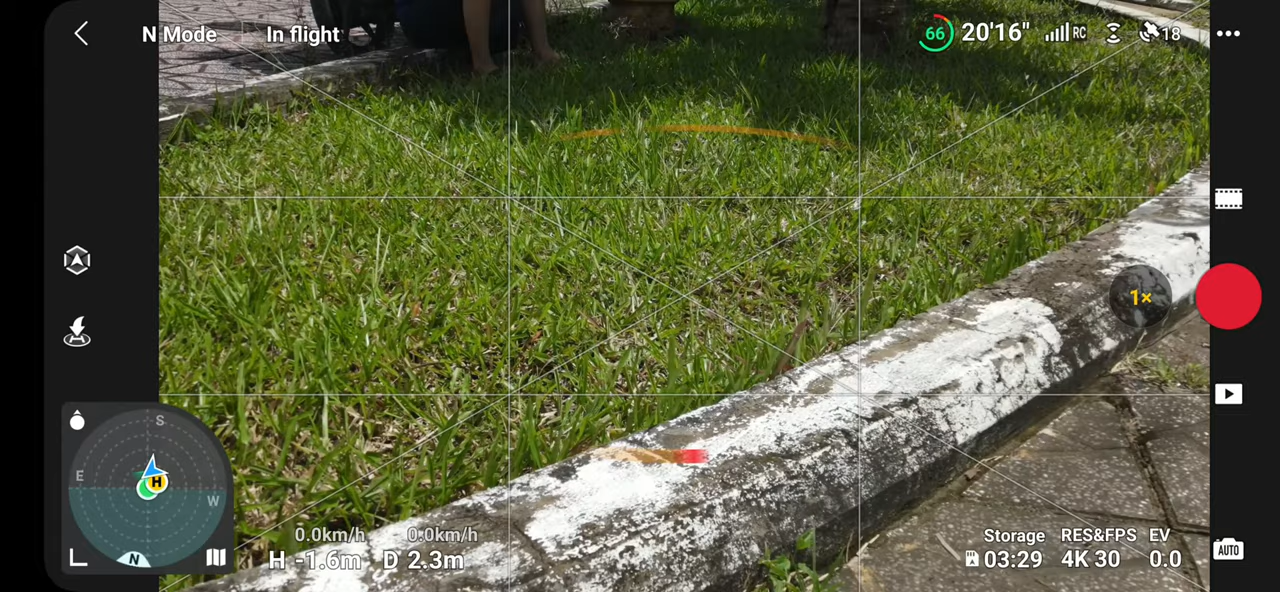 N Mode In flight 66 20'16" RC 18
1×
S
E H W
N
0.0km/h 0.0km/h
H -1.6m D 2.3m
Storage RES&FPS EV
03:29 4K 30 0.0
AUTO